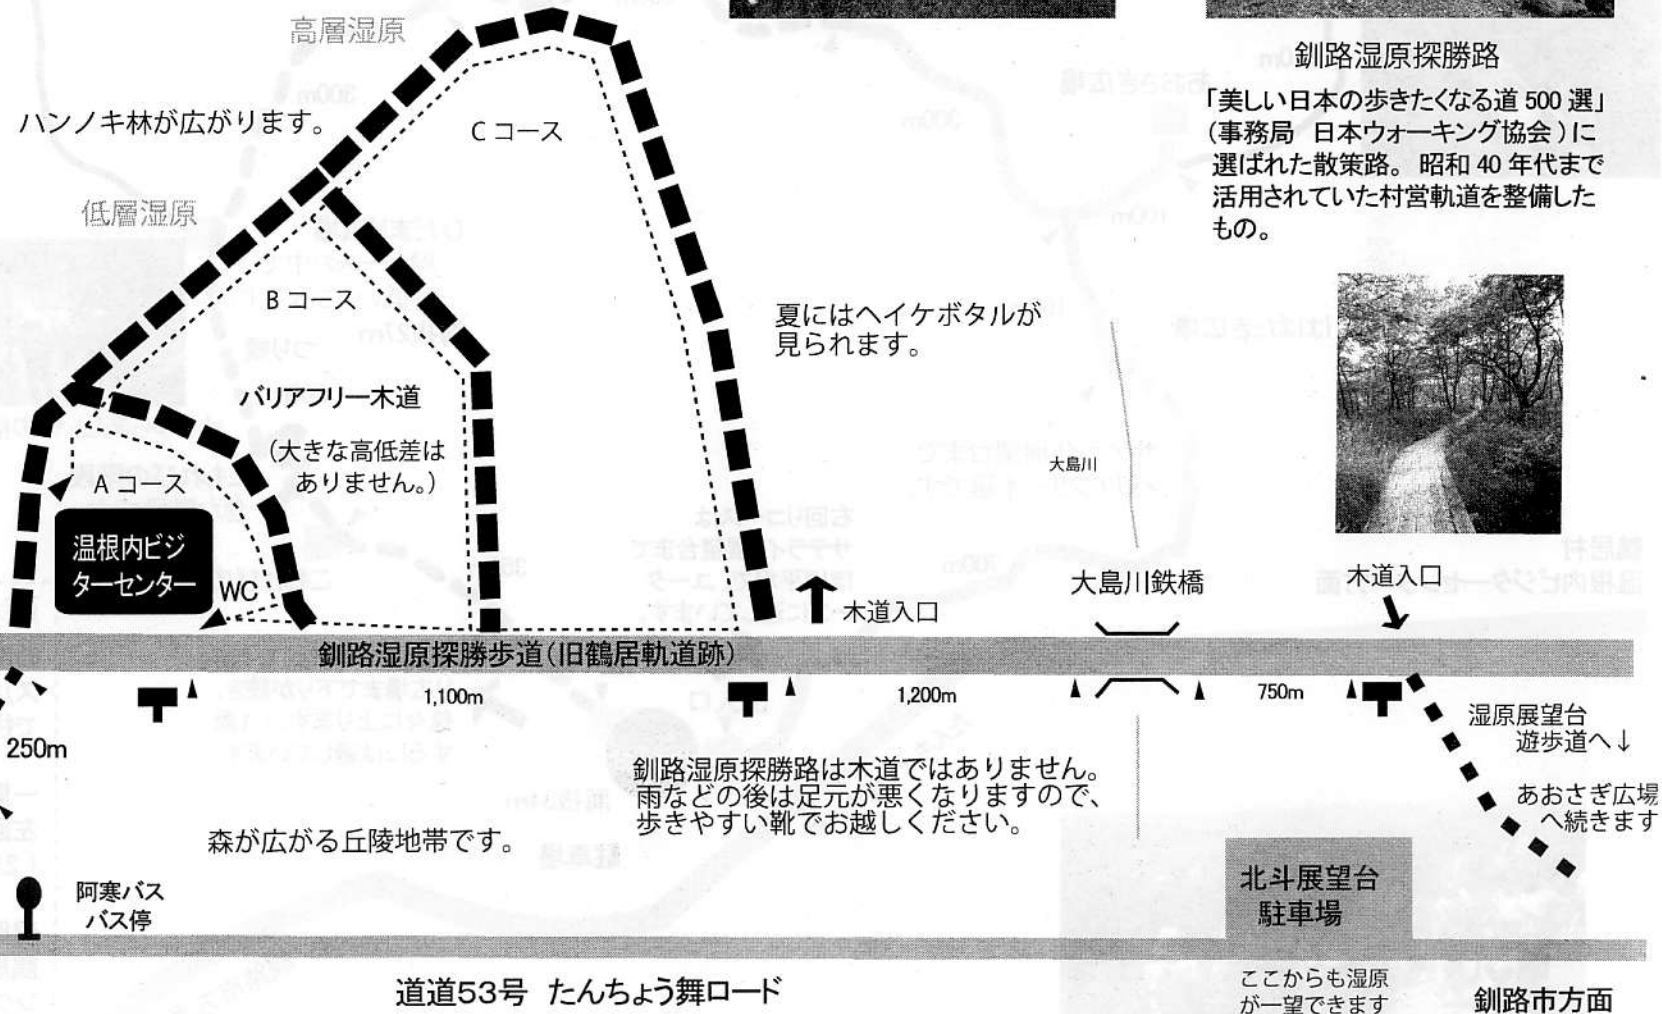 高層湿原
ハンノキ林が広がります。
Cコース
低層湿原
Bコース
バリアフリー木道
(大きな高低差は
ありません。)
Aコース
温根内ビジ
ターセンター
WC
夏にはヘイケボタルが
見られます。
釧路湿原探勝路
「美しい日本の歩きたくなる道500選」
(事務局 日本ウォーキング協会)に
選ばれた散策路。昭和40年代まで
活用されていた村営軌道を整備した
もの。
大島川
大島川鉄橋
木道入口
木道入口
釧路湿原探勝歩道(旧鶴居軌道跡)
1,100m
1,200m
750m
250m
湿原展望台
遊歩道へ↓
あおさぎ広場
へ続きます
釧路湿原探勝路は木道ではありません。
雨などの後は足元が悪くなりますので、
歩きやすい靴でお越しください。
森が広がる丘陵地帯です。
阿寒バス
バス停
北斗展望台
駐車場
道道53号 たんちょう舞ロード
ここからも湿原
が一望できます
釧路市方面